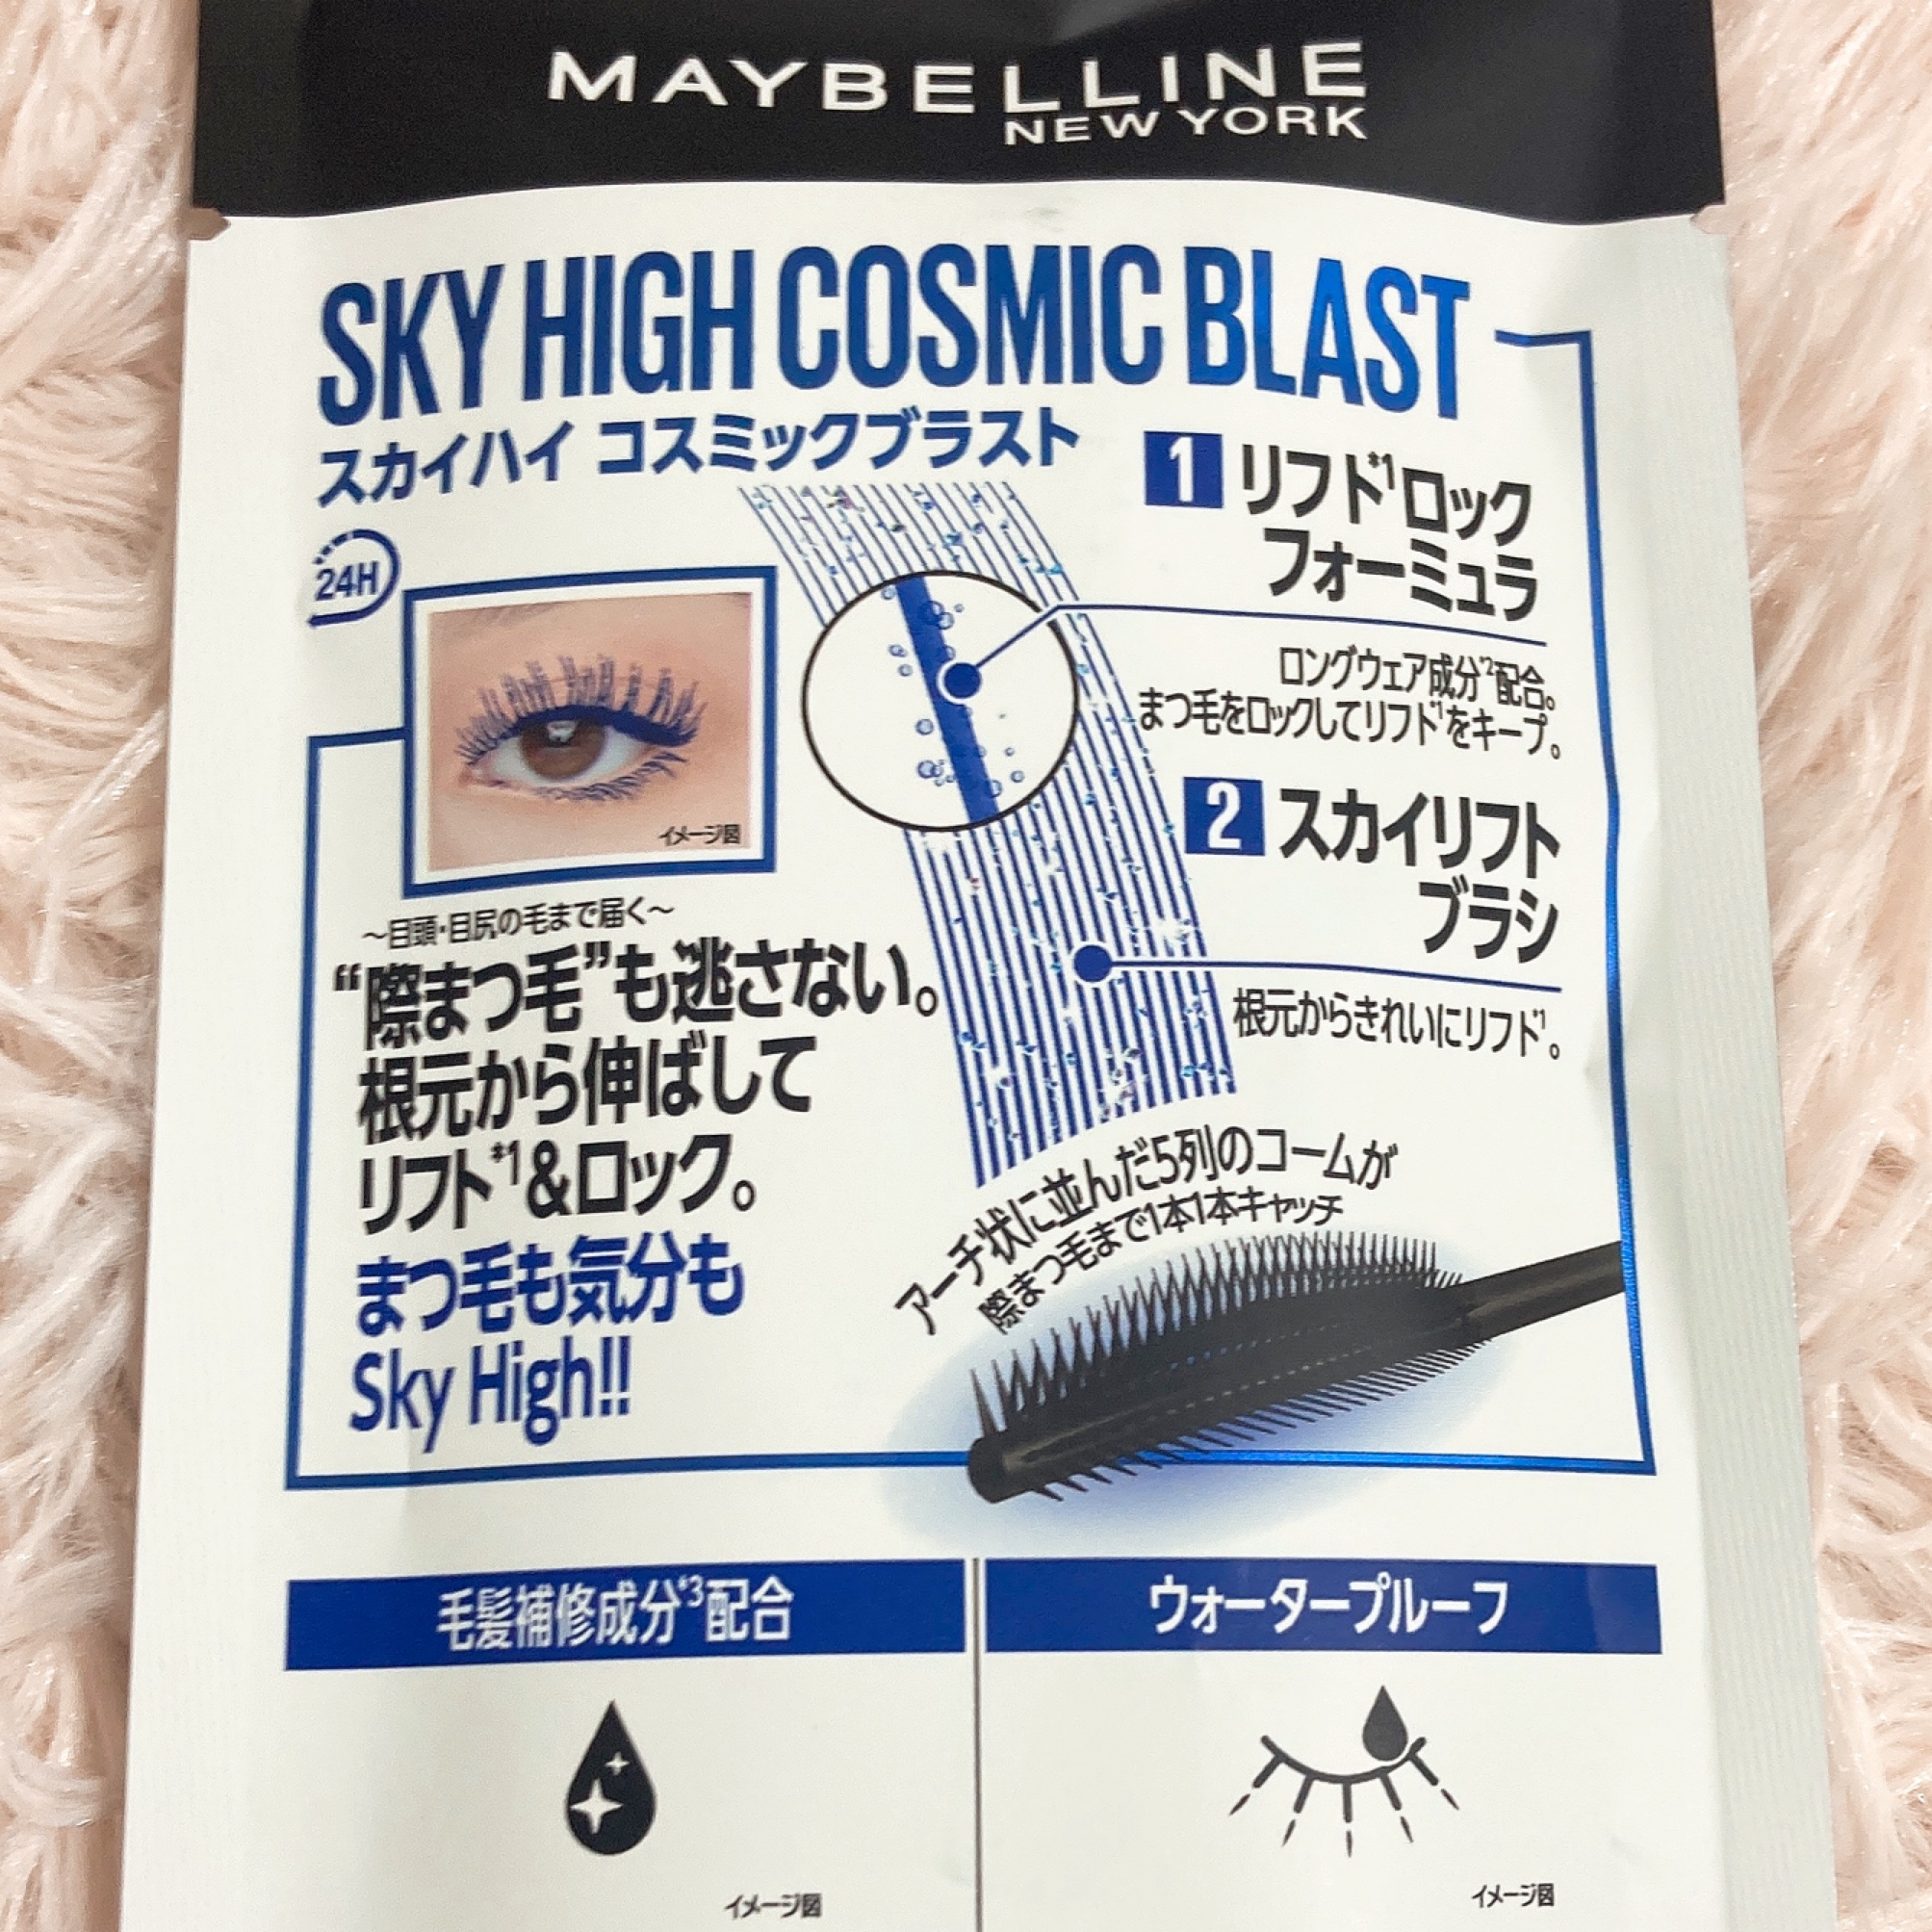 MAYBELLINE
NEW YORK
SKY HIGH COSMIC BLAST
スカイハイ コスミックブラスト
24H
イメージ図
1 リフト*1ロック
フォーミュラ
ロングウェア成分*2配合。
まつ毛をロックしてリフト*1をキープ。
2 スカイリフト
ブラシ
根元からきれいにリフト*1。
～目頭・目尻の毛まで届く～
“際まつ毛”も逃さない。
根元から伸ばして
リフト*1&ロック。
まつ毛も気分も
Sky High!!
アーチ状に並んだ5列のコームが
際まつ毛まで1本1本キャッチ
毛髪補修成分*3配合
イメージ図
ウォータープルーフ
イメージ図